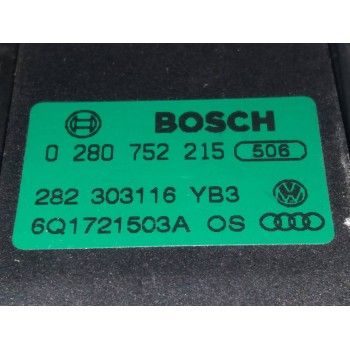 BOSCH
0 280 752 215 506
282 303116 YB3
6Q1721503A OS